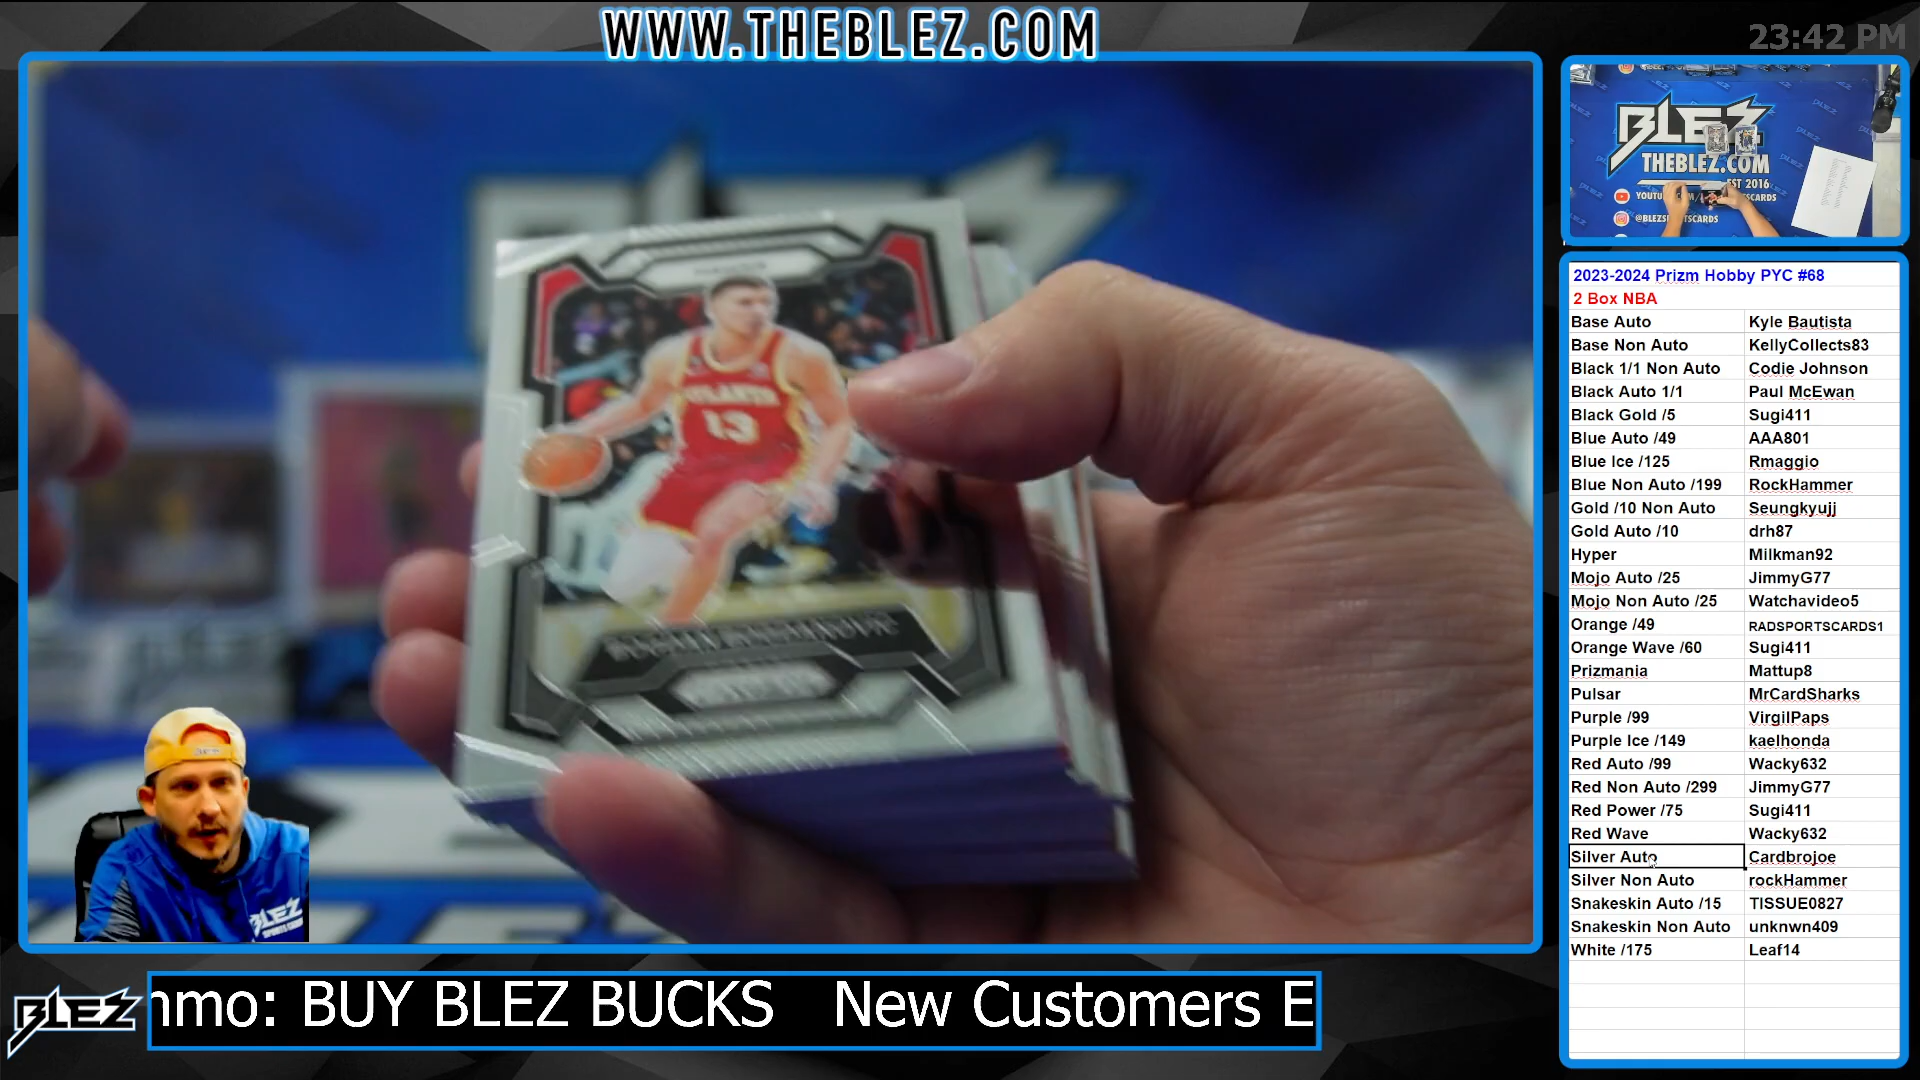 WWW.THEBLEZ.COM
23:42 PM
BLEZ
THEBLEZ.COM
EST 2016
@BLEZSPORTSCARDS
ATLANTA
13
BLEZ
2023-2024 Prizm Hobby PYC #68
2 Box NBA
Base Auto Kyle Bautista
Base Non Auto KellyCollects83
Black 1/1 Non Auto Codie Johnson
Black Auto 1/1 Paul McEwan
Black Gold /5 Sugi411
Blue Auto /49 AAA801
Blue Ice /125 Rmaggio
Blue Non Auto /199 RockHammer
Gold /10 Non Auto Seungkyujj
Gold Auto /10 drh87
Hyper Milkman92
Mojo Auto /25 JimmyG77
Mojo Non Auto /25 Watchavideo5
Orange /49 RADSPORTSCARDS1
Orange Wave /60 Sugi411
Prizmania Mattup8
Pulsar MrCardSharks
Purple /99 VirgilPaps
Purple Ice /149 kaelhonda
Red Auto /99 Wacky632
Red Non Auto /299 JimmyG77
Red Power /75 Sugi411
Red Wave Wacky632
Silver Auto Cardbrojoe
Silver Non Auto rockHammer
Snakeskin Auto /15 TISSUE0827
Snakeskin Non Auto unknwn409
White /175 Leaf14
BLEZ
mo: BUY BLEZ BUCKS New Customers E